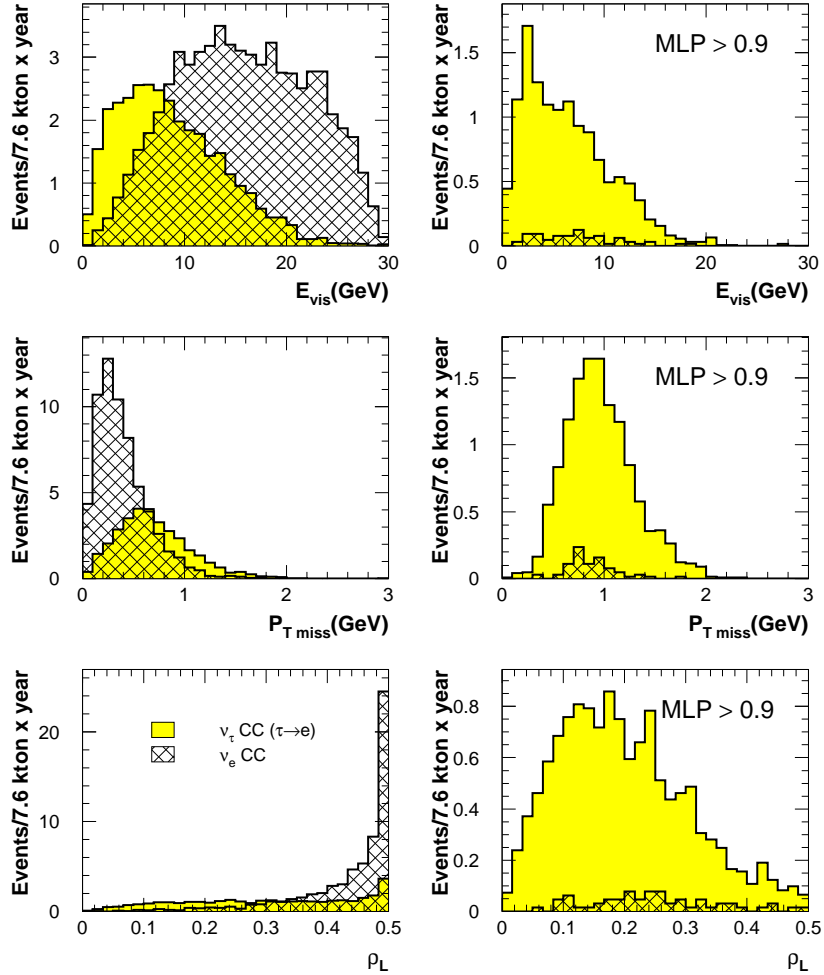 Events/7.6 kton x year
3
2
1
0
0 10 20 30
E_vis(GeV)
Events/7.6 kton x year
MLP > 0.9
1.5
1
0.5
0
0 10 20 30
E_vis(GeV)
Events/7.6 kton x year
10
5
0
0 1 2 3
P_T miss(GeV)
Events/7.6 kton x year
MLP > 0.9
1.5
1
0.5
0
0 1 2 3
P_T miss(GeV)
Events/7.6 kton x year
20
10
0
ν_τ CC (τ→e)
ν_e CC
0 0.1 0.2 0.3 0.4 0.5
ρ_L
Events/7.6 kton x year
MLP > 0.9
0.8
0.6
0.4
0.2
0
0 0.1 0.2 0.3 0.4 0.5
ρ_L